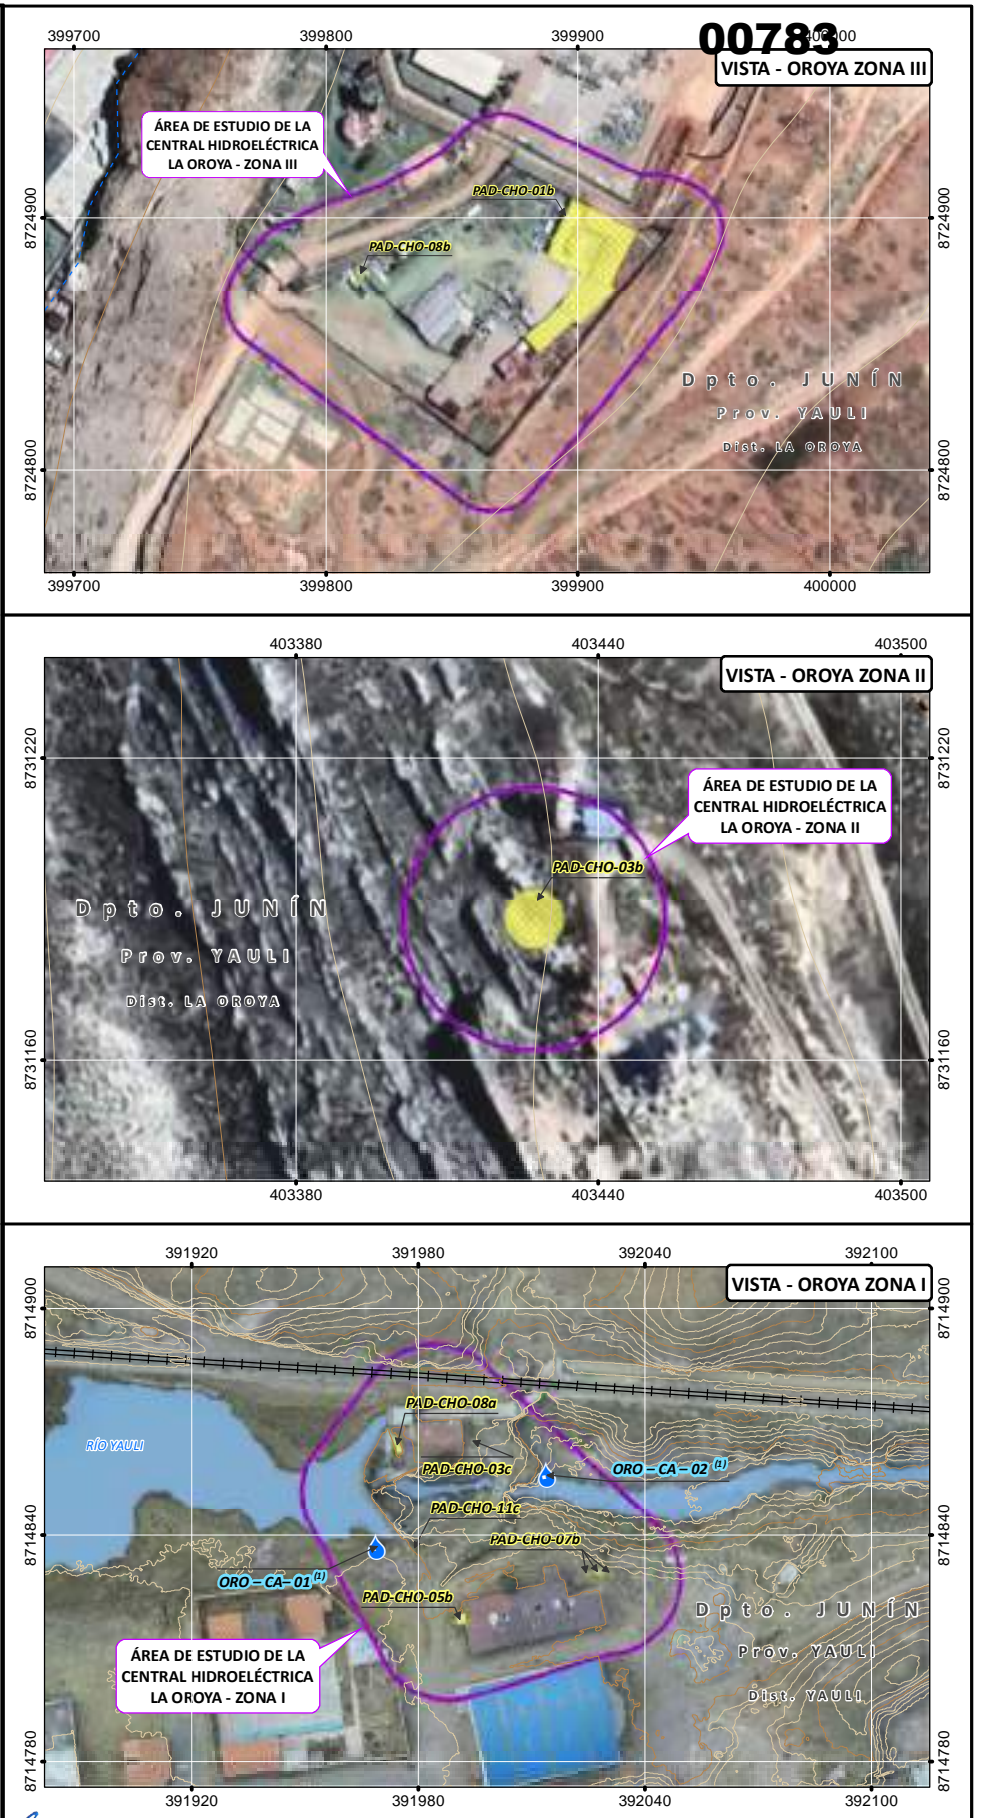 00783
399700 399800 399900 400000
VISTA - OROYA ZONA III
ÁREA DE ESTUDIO DE LA
CENTRAL HIDROELÉCTRICA
LA OROYA - ZONA III
PAD-CHO-01b
8724900 8724900
PAD-CHO-08b
Dpto. JUNÍN
Prov. YAULI
Dist. LA OROYA
8724800 8724800
399700 399800 399900 400000
403380 403440 403500
VISTA - OROYA ZONA II
8731220 8731220
ÁREA DE ESTUDIO DE LA
CENTRAL HIDROELÉCTRICA
LA OROYA - ZONA II
PAD-CHO-03b
Dpto. JUNÍN
Prov. YAULI
Dist. LA OROYA
8731160 8731160
403380 403440 403500
391920 391980 392040 392100
VISTA - OROYA ZONA I
8714900 8714900
PAD-CHO-08a
RÍO YAULI
PAD-CHO-03c
ORO – CA – 02 (1)
PAD-CHO-11c
8714840 8714840
PAD-CHO-07b
ORO – CA – 01 (1)
PAD-CHO-05b
Dpto. JUNÍN
Prov. YAULI
Dist. YAULI
ÁREA DE ESTUDIO DE LA
CENTRAL HIDROELÉCTRICA
LA OROYA - ZONA I
8714780 8714780
391920 391980 392040 392100